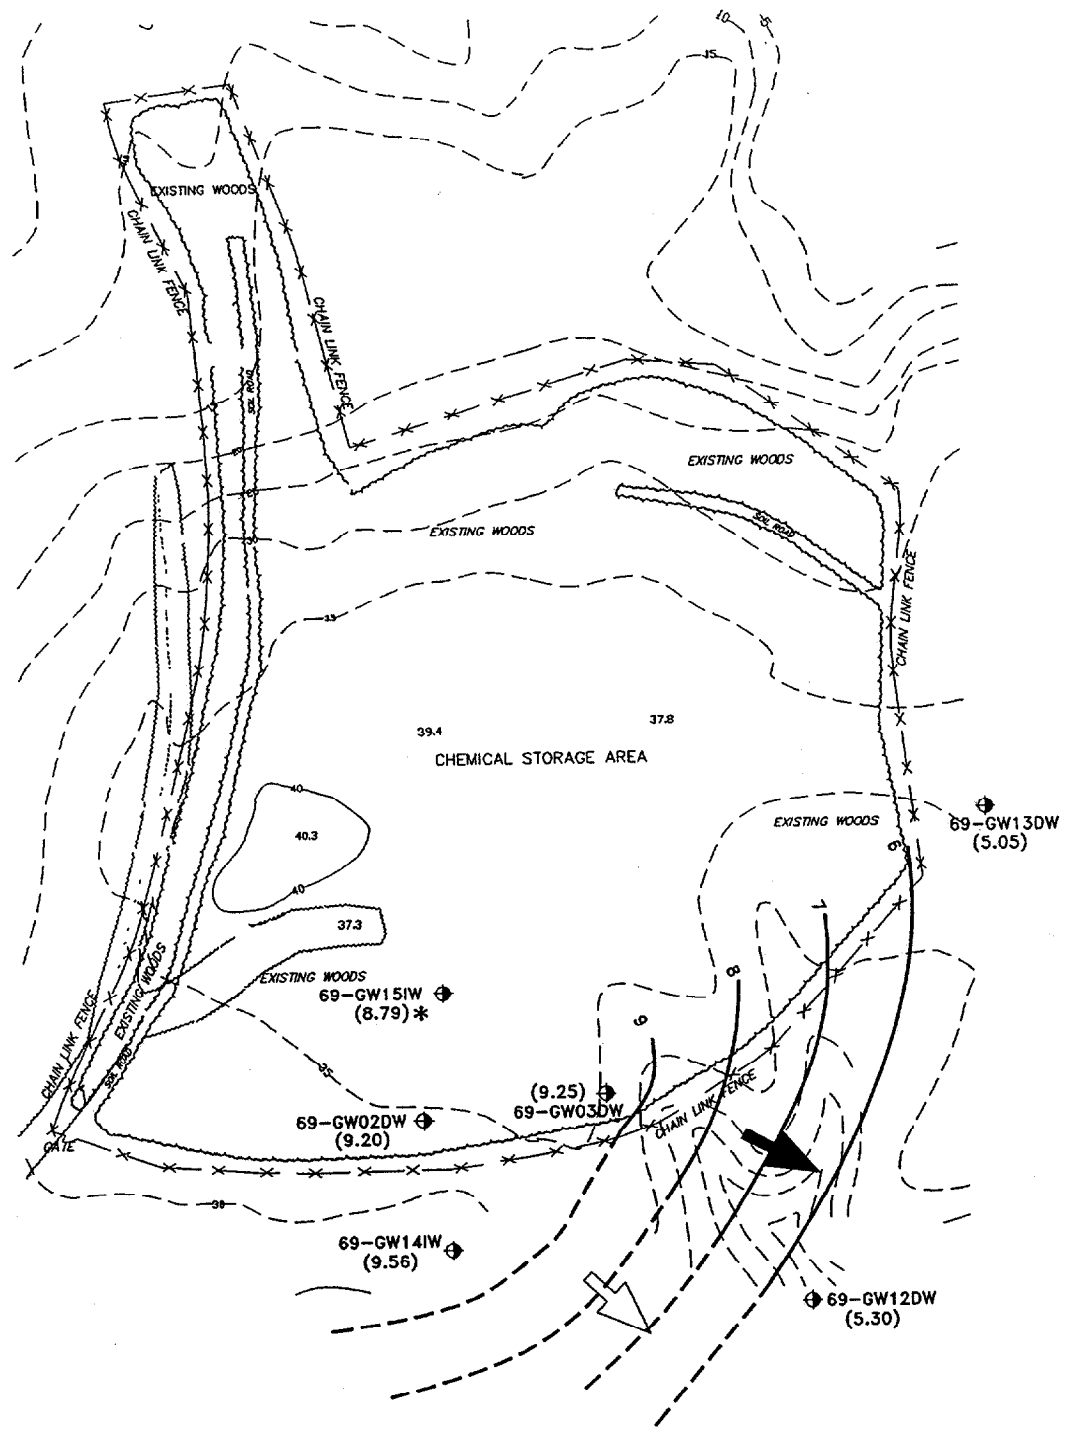 10
5
15
EXISTING WOODS
CHAIN LINK FENCE
CHAIN LINK FENCE
SOIL ROAD
EXISTING WOODS
SOIL ROAD
EXISTING WOODS
30
35
CHAIN LINK FENCE
39.4
37.8
CHEMICAL STORAGE AREA
40
40.3
40
EXISTING WOODS
69-GW13DW
(5.05)
6
7
8
9
37.3
EXISTING WOODS
EXISTING WOODS
69-GW15IW
(8.79)*
CHAIN LINK FENCE
SOIL ROAD
35
(9.25)
69-GW03DW
69-GW02DW
(9.20)
CHAIN LINK FENCE
GATE
30
69-GW14IW
(9.56)
69-GW12DW
(5.30)